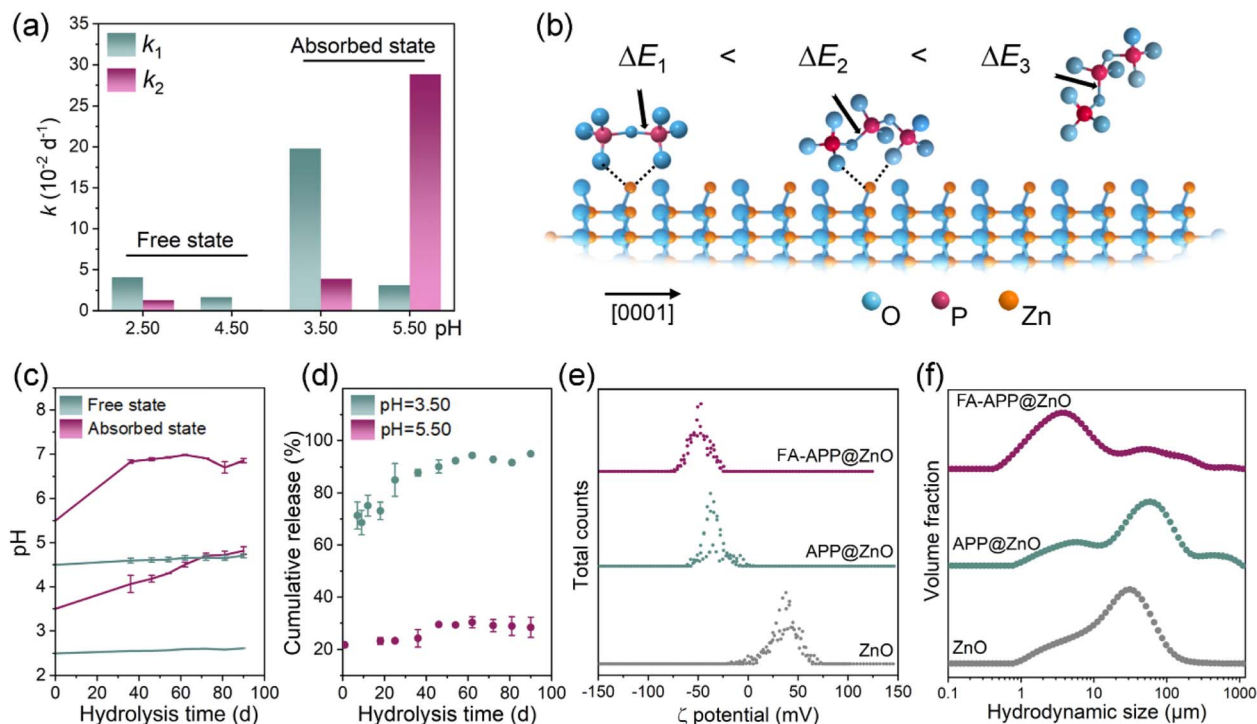 (a)
k₁
k₂
Absorbed state
Free state
k (10⁻² d⁻¹)
35
30
25
20
15
10
5
0
2.50 4.50 3.50 5.50 pH
(b)
ΔE₁ < ΔE₂ < ΔE₃
[0001]
O P Zn
(c)
Free state
Absorbed state
pH
8
7
6
5
4
3
2
0 20 40 60 80 100
Hydrolysis time (d)
(d)
pH=3.50
pH=5.50
Cumulative release (%)
100
80
60
40
20
0 20 40 60 80 100
Hydrolysis time (d)
(e)
FA-APP@ZnO
APP@ZnO
ZnO
Total counts
-150 -100 -50 0 50 100 150
ζ potential (mV)
(f)
FA-APP@ZnO
APP@ZnO
ZnO
Volume fraction
0.1 1 10 100 1000
Hydrodynamic size (μm)